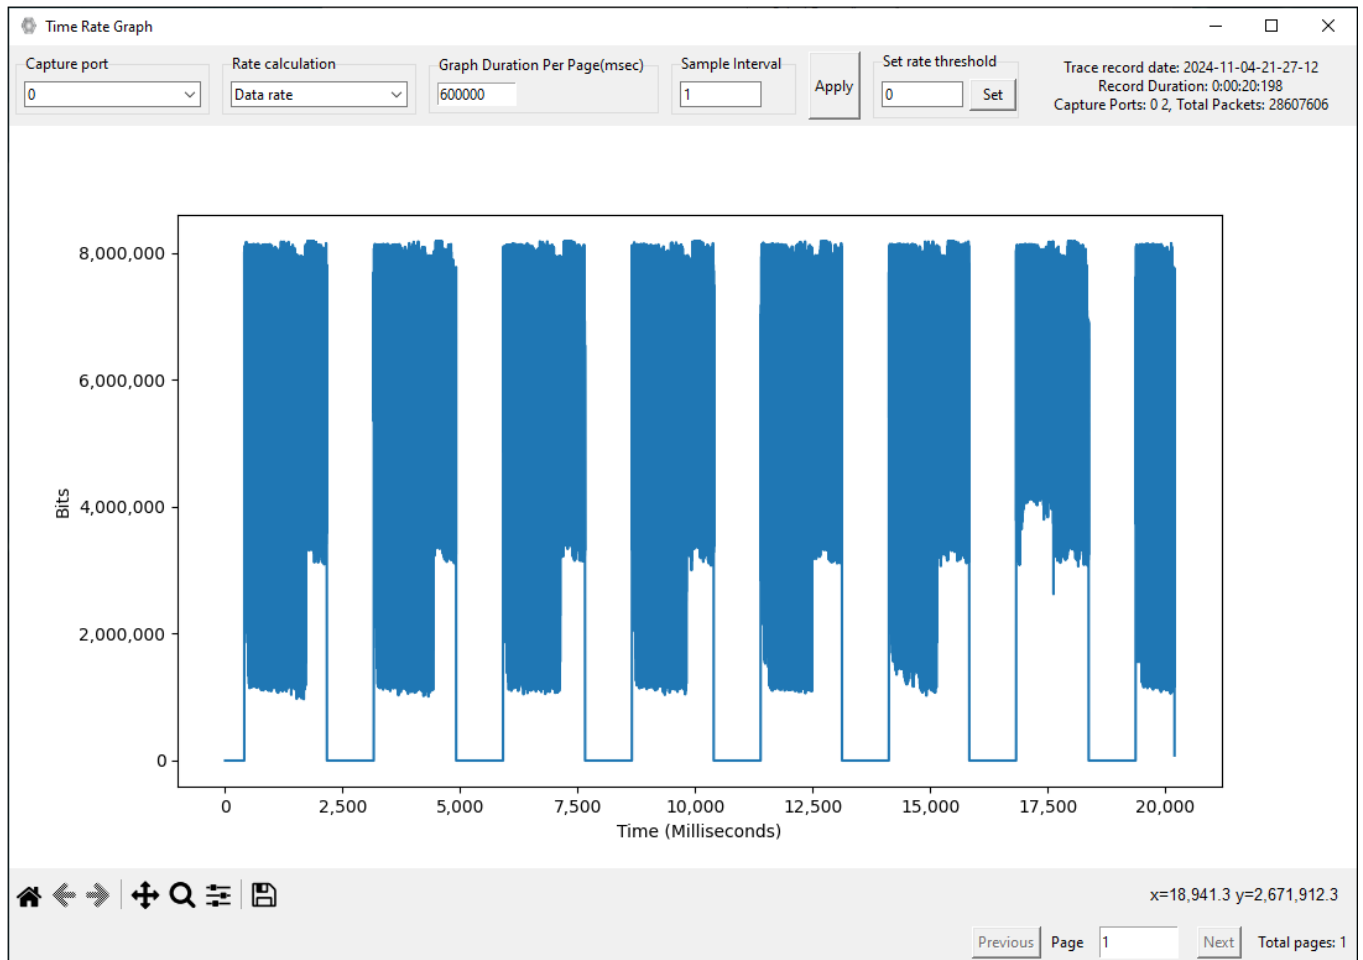 Time Rate Graph
Capture port
0
Rate calculation
Data rate
Graph Duration Per Page(msec)
600000
Sample Interval
1
Apply
Set rate threshold
0
Set
Trace record date: 2024-11-04-21-27-12
Record Duration: 0:00:20:198
Capture Ports: 0 2, Total Packets: 28607606
8,000,000
6,000,000
4,000,000
2,000,000
0
Bits
0 2,500 5,000 7,500 10,000 12,500 15,000 17,500 20,000
Time (Milliseconds)
x=18,941.3 y=2,671,912.3
Previous Page 1 Next Total pages: 1